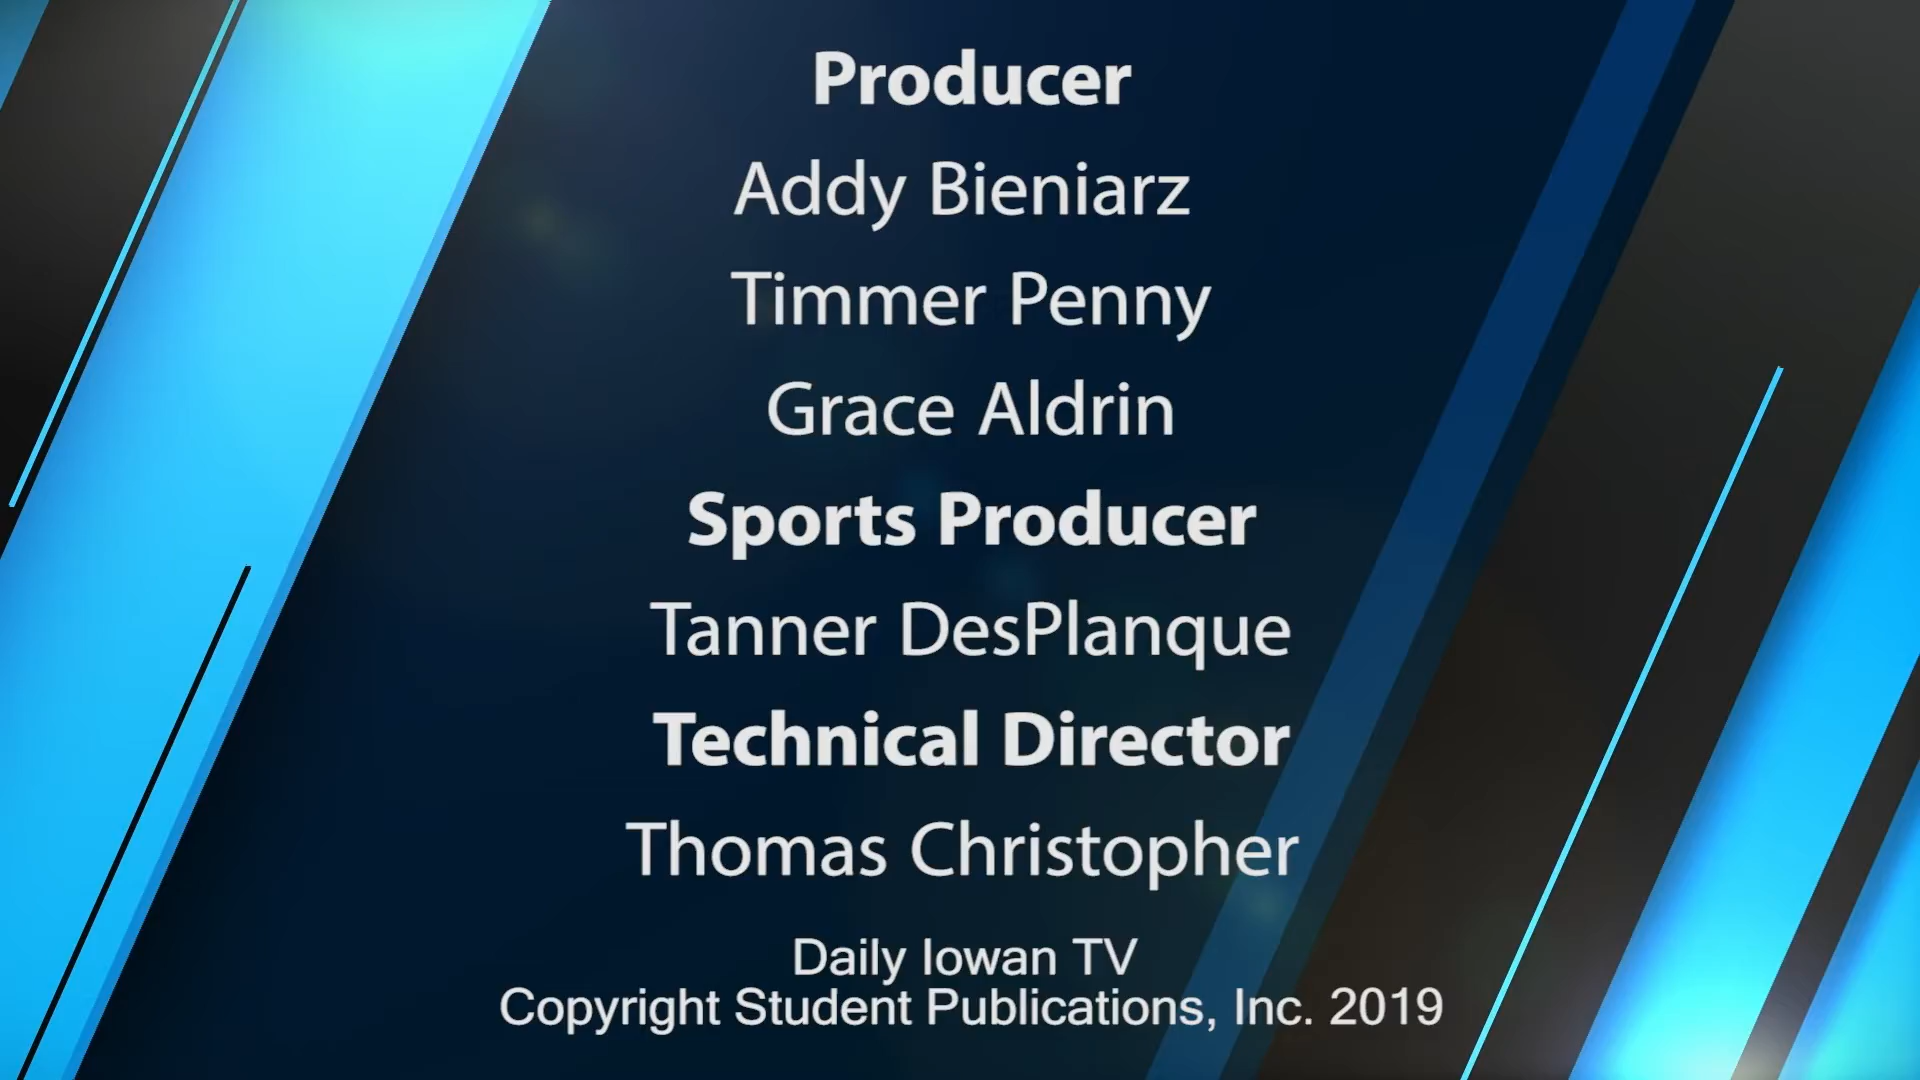 Producer
Addy Bieniarz
Timmer Penny
Grace Aldrin
Sports Producer
Tanner DesPlanque
Technical Director
Thomas Christopher
Daily Iowan TV
Copyright Student Publications, Inc. 2019